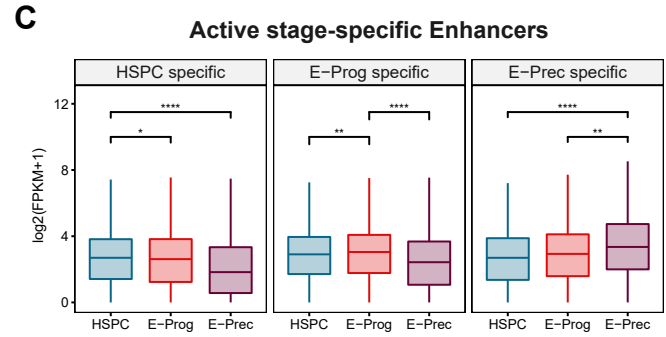 C
Active stage-specific Enhancers
HSPC specific
E−Prog specific
E−Prec specific
log2(FPKM+1)
12
8
4
0
****
*
****
**
****
**
HSPC E−Prog E−Prec
HSPC E−Prog E−Prec
HSPC E−Prog E−Prec